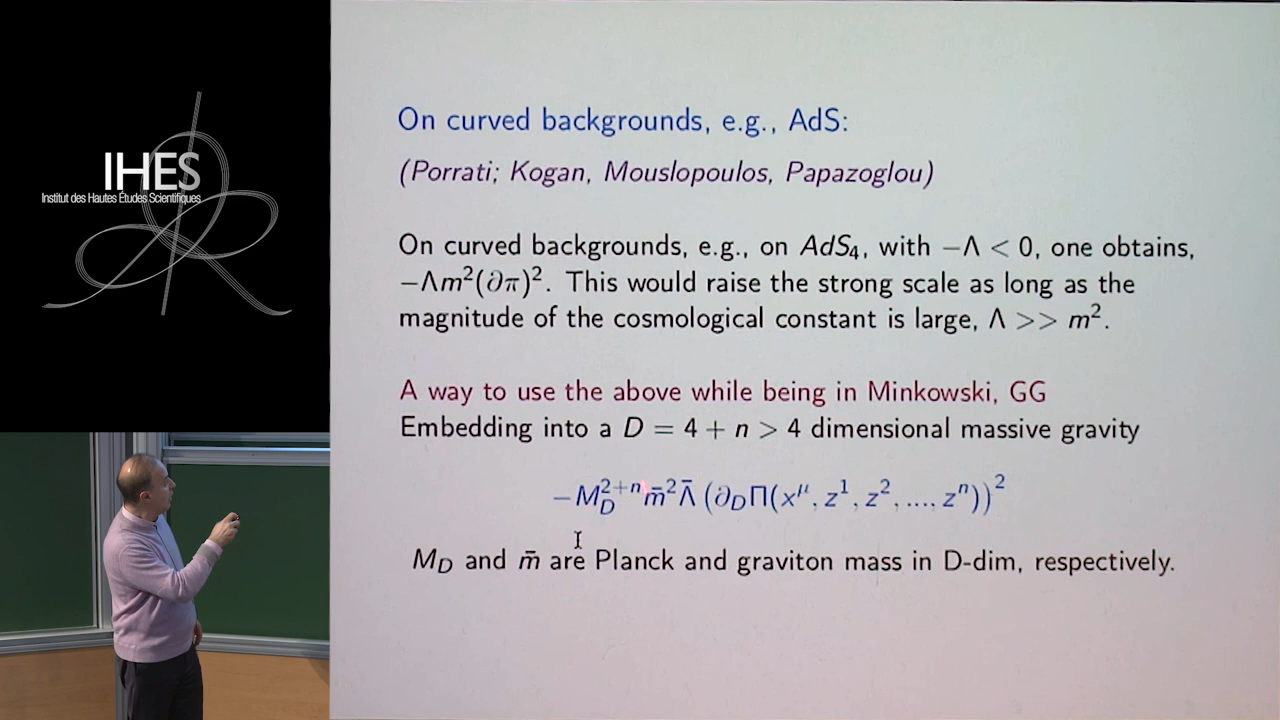 IHES
Institut des Hautes Études Scientifiques
On curved backgrounds, e.g., AdS:
(Porrati; Kogan, Mouslopoulos, Papazoglou)
On curved backgrounds, e.g., on AdS₄, with −Λ < 0, one obtains,
−Λm²(∂π)². This would raise the strong scale as long as the
magnitude of the cosmological constant is large, Λ >> m².
A way to use the above while being in Minkowski, GG
Embedding into a D = 4 + n > 4 dimensional massive gravity
−M_D^{2+n} m̄² Λ̄ (∂_D Π(x^μ, z¹, z², ...., zⁿ))²
M_D and m̄ are Planck and graviton mass in D-dim, respectively.